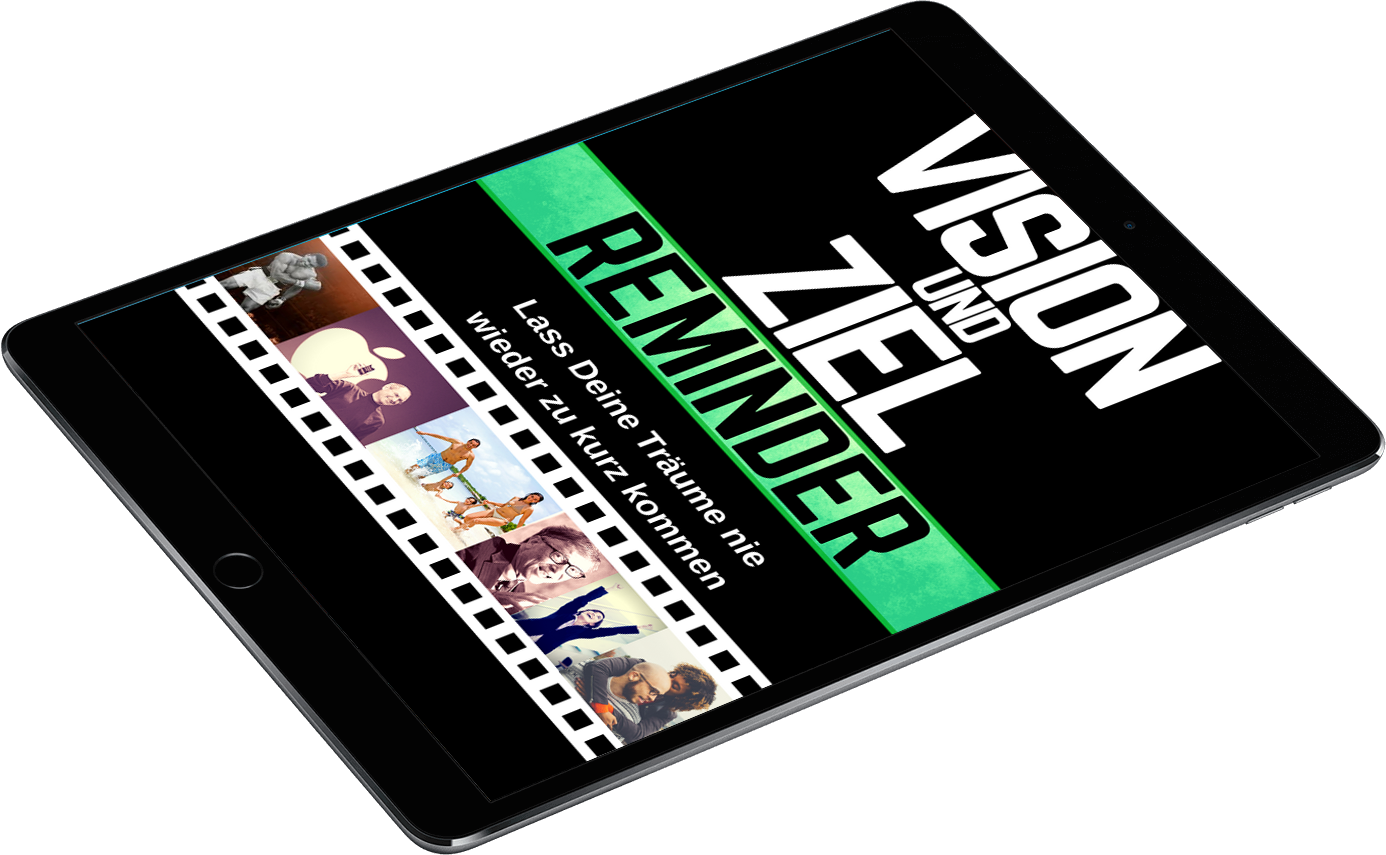 VISION
UND
ZIEL
REMINDER
Lass Deine Träume nie
wieder zu kurz kommen